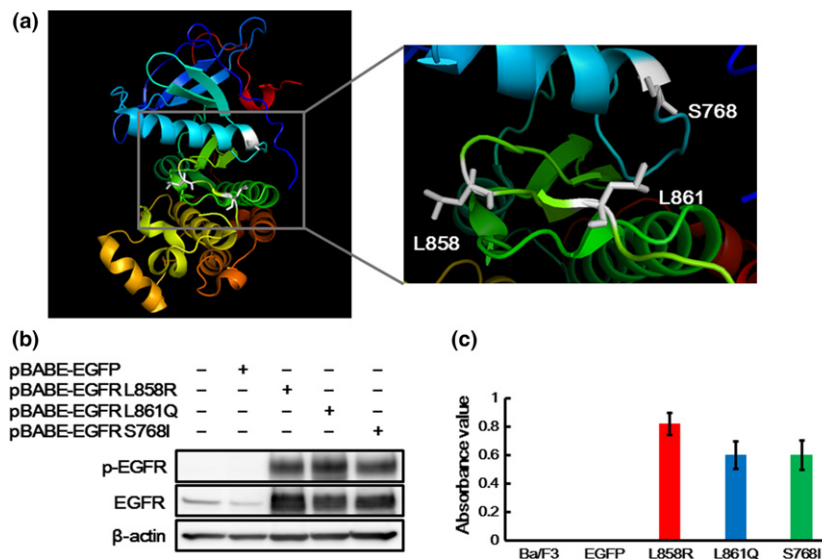 (a)
S768
L861
L858
(b)
pBABE-EGFP – + – – –
pBABE-EGFR L858R – – + – –
pBABE-EGFR L861Q – – – + –
pBABE-EGFR S768I – – – – +
p-EGFR
EGFR
β-actin
(c)
Absorbance value
1
0.8
0.6
0.4
0.2
0
Ba/F3 EGFP L858R L861Q S768I